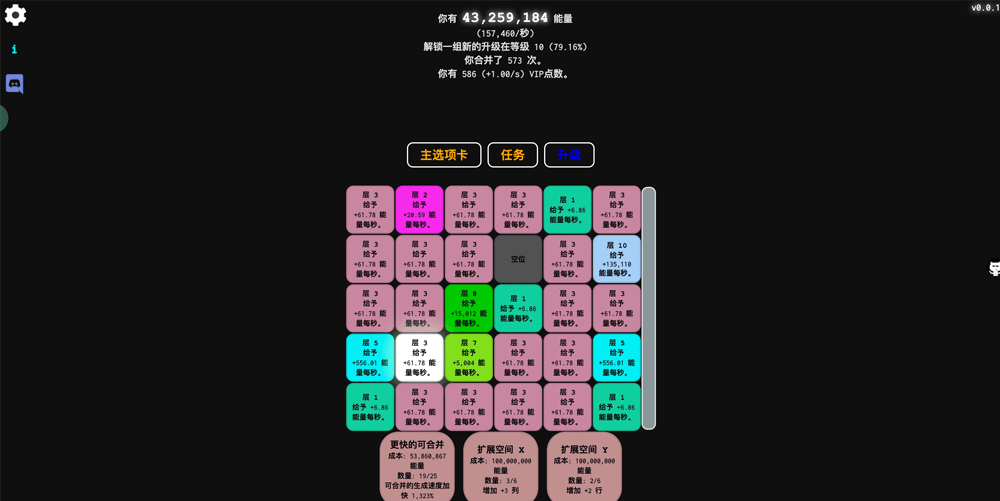 v0.0.1
你有 43,259,184 能量
(157,460/秒)
解锁一组新的升级在等级 10 (79.16%)
你合并了 573 次。
你有 586 (+1.00/s) VIP点数。
i
主选项卡 任务 升级
层 3
给予
+61.78 能
量每秒。
层 2
给予
+20.59 能
量每秒。
层 3
给予
+61.78 能
量每秒。
层 3
给予
+61.78 能
量每秒。
层 1
给予 +6.86
能量每秒。
层 3
给予
+61.78 能
量每秒。
层 3
给予
+61.78 能
量每秒。
层 3
给予
+61.78 能
量每秒。
层 3
给予
+61.78 能
量每秒。
空位
层 3
给予
+61.78 能
量每秒。
层 10
给予
+135,110
能量每秒。
层 3
给予
+61.78 能
量每秒。
层 3
给予
+61.78 能
量每秒。
层 8
给予
+15,012 能
量每秒。
层 1
给予 +6.86
能量每秒。
层 3
给予
+61.78 能
量每秒。
层 3
给予
+61.78 能
量每秒。
层 5
给予
+556.01 能
量每秒。
层 3
给予
+61.78 能
量每秒。
层 7
给予
+5,004 能
量每秒。
层 3
给予
+61.78 能
量每秒。
层 3
给予
+61.78 能
量每秒。
层 5
给予
+556.01 能
量每秒。
层 1
给予 +6.86
能量每秒。
层 3
给予
+61.78 能
量每秒。
层 3
给予
+61.78 能
量每秒。
层 3
给予
+61.78 能
量每秒。
层 3
给予
+61.78 能
量每秒。
层 1
给予 +6.86
能量每秒。
更快的可合并
成本: 53,860,867
能量
数量: 19/25
可合并的生成速度加
快 1,323%
扩展空间 X
成本: 100,000,000
能量
数量: 3/6
增加 +3 列
扩展空间 Y
成本: 100,000,000
能量
数量: 2/6
增加 +2 行